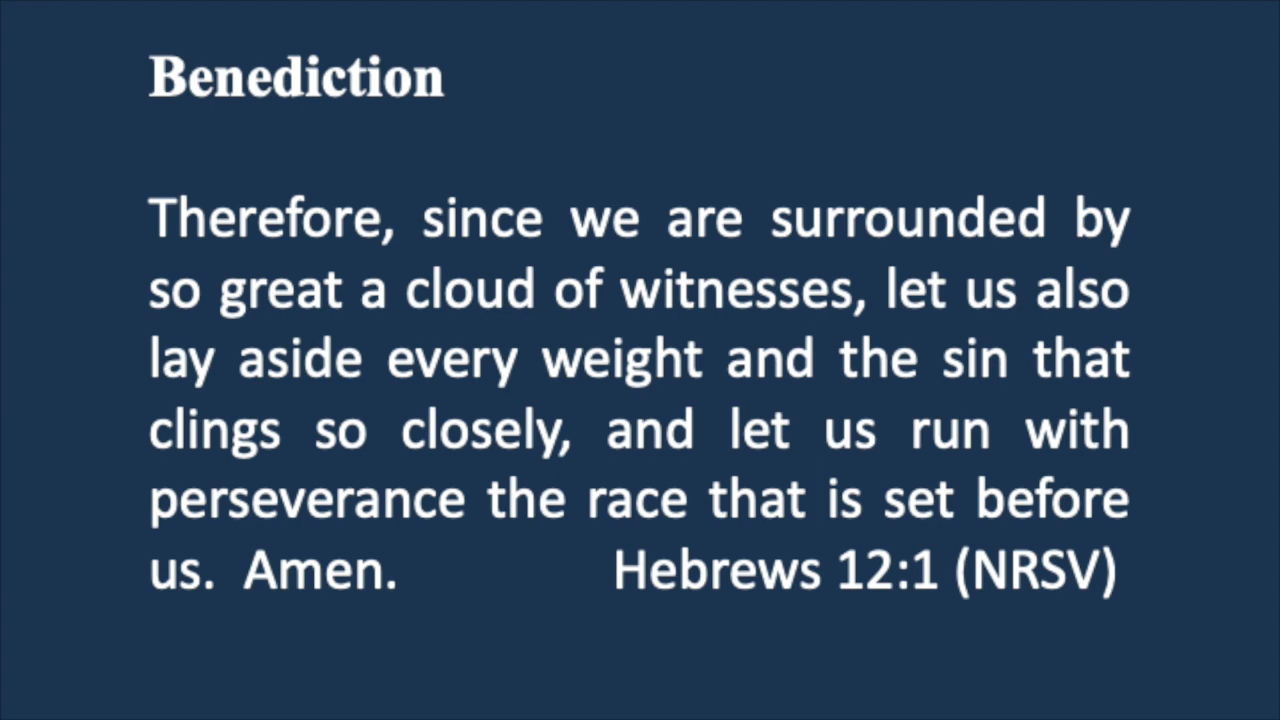 Benediction
Therefore, since we are surrounded by
so great a cloud of witnesses, let us also
lay aside every weight and the sin that
clings so closely, and let us run with
perseverance the race that is set before
us. Amen. Hebrews 12:1 (NRSV)